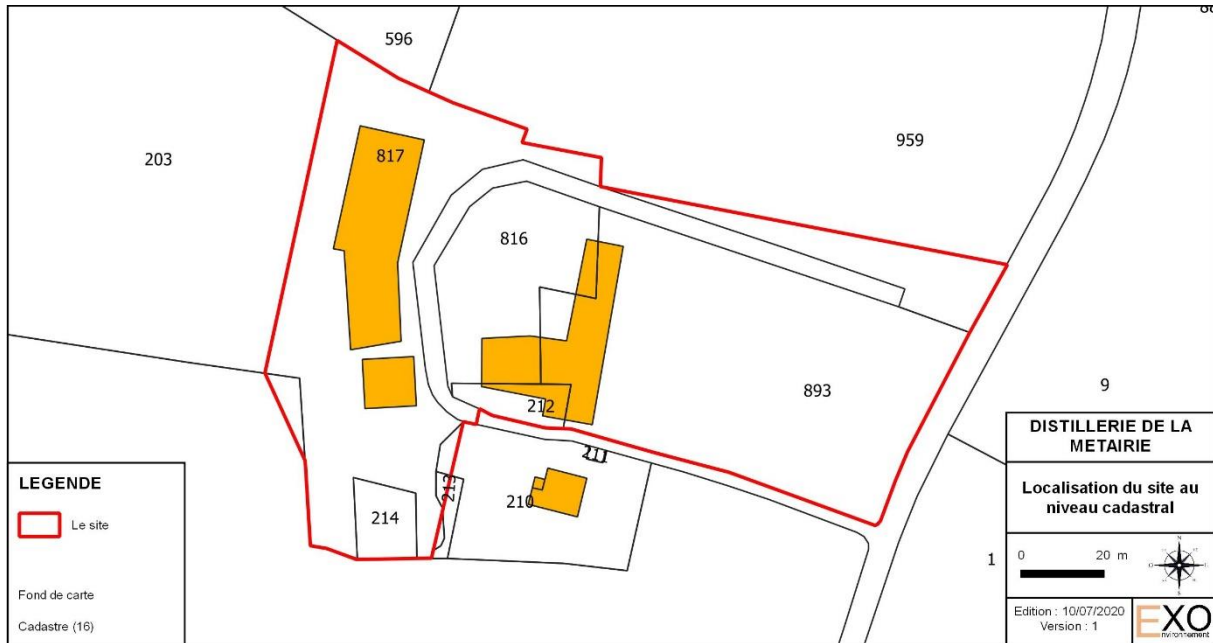 596
959
203
817
816
893
9
212
211
213
210
214
1
LEGENDE
Le site
Fond de carte
Cadastre (16)
DISTILLERIE DE LA
METAIRIE
Localisation du site au
niveau cadastral
0 20 m
Edition : 10/07/2020
Version : 1
EXO
nvironnement